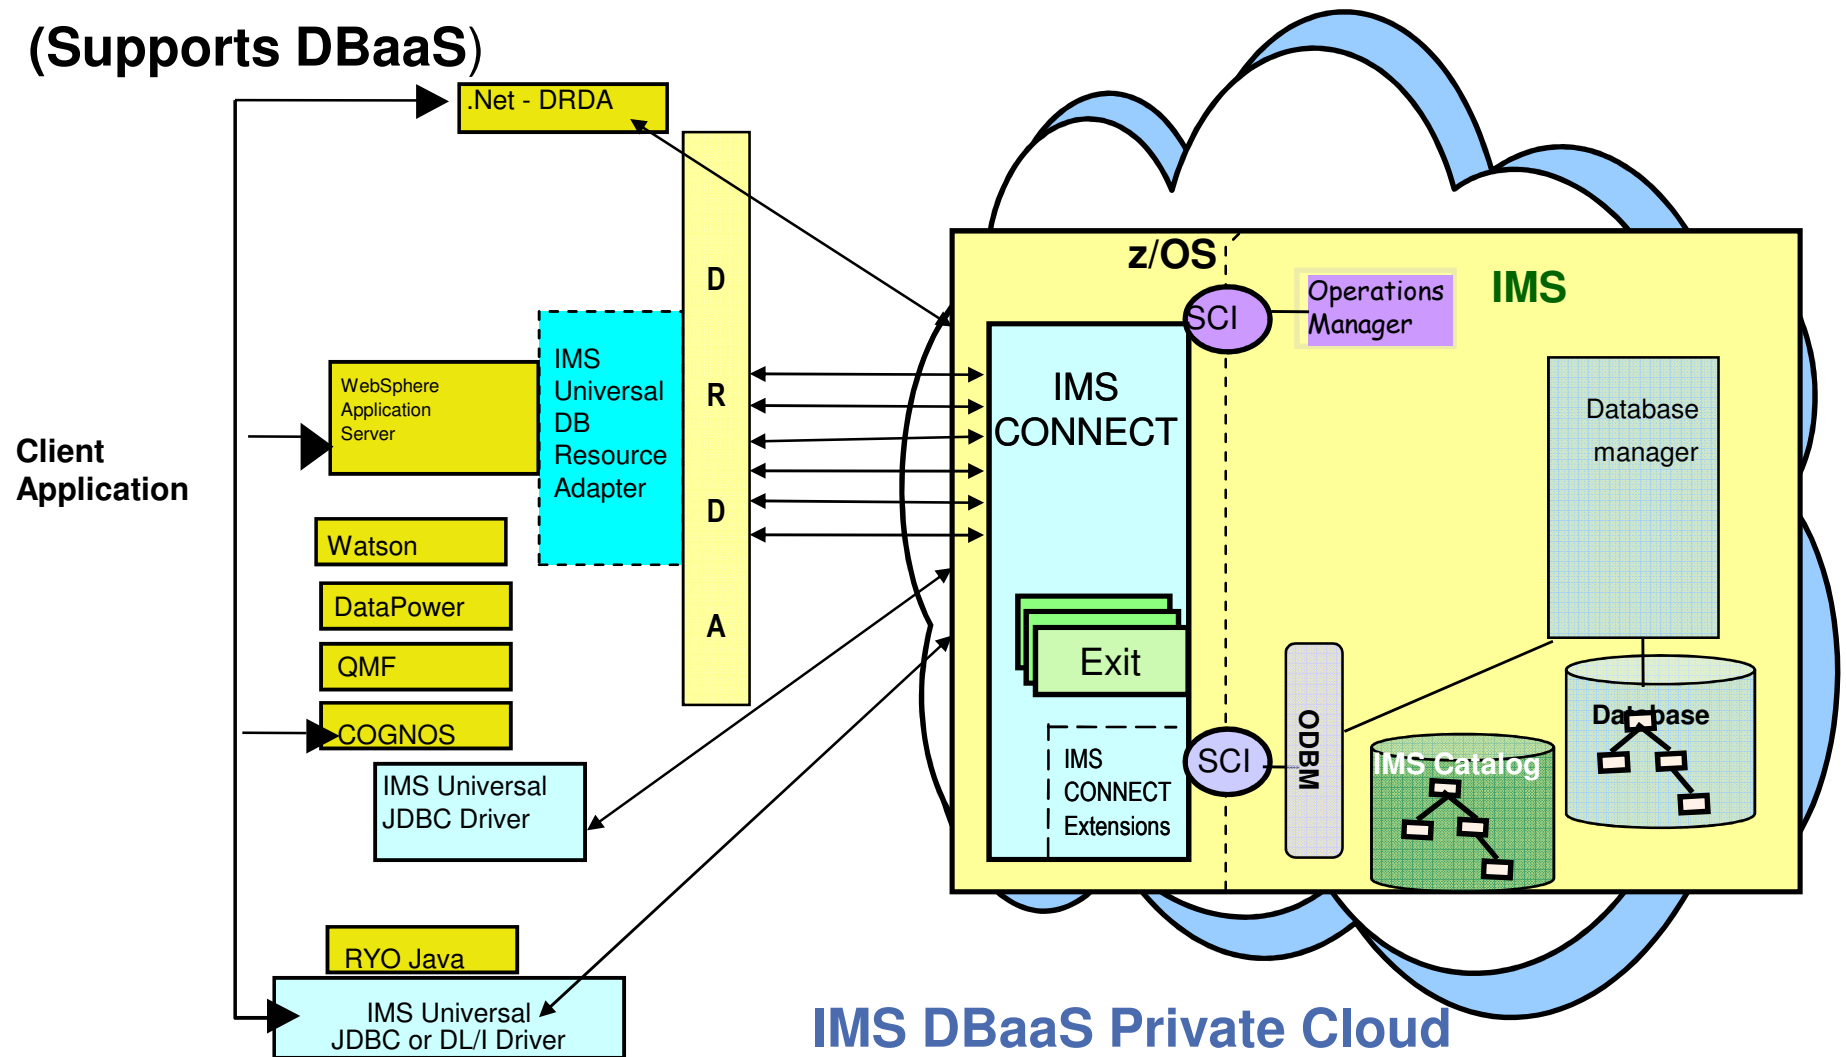 (Supports DBaaS)
.Net - DRDA
D
R
D
A
IMS
Universal
DB
Resource
Adapter
WebSphere
Application
Server
Client
Application
Watson
DataPower
QMF
COGNOS
IMS Universal
JDBC Driver
RYO Java
IMS Universal
JDBC or DL/I Driver
z/OS
IMS
SCI
Operations
Manager
IMS
CONNECT
Database
manager
Exit
IMS
CONNECT
Extensions
SCI
ODBM
IMS Catalog
Database
IMS DBaaS Private Cloud